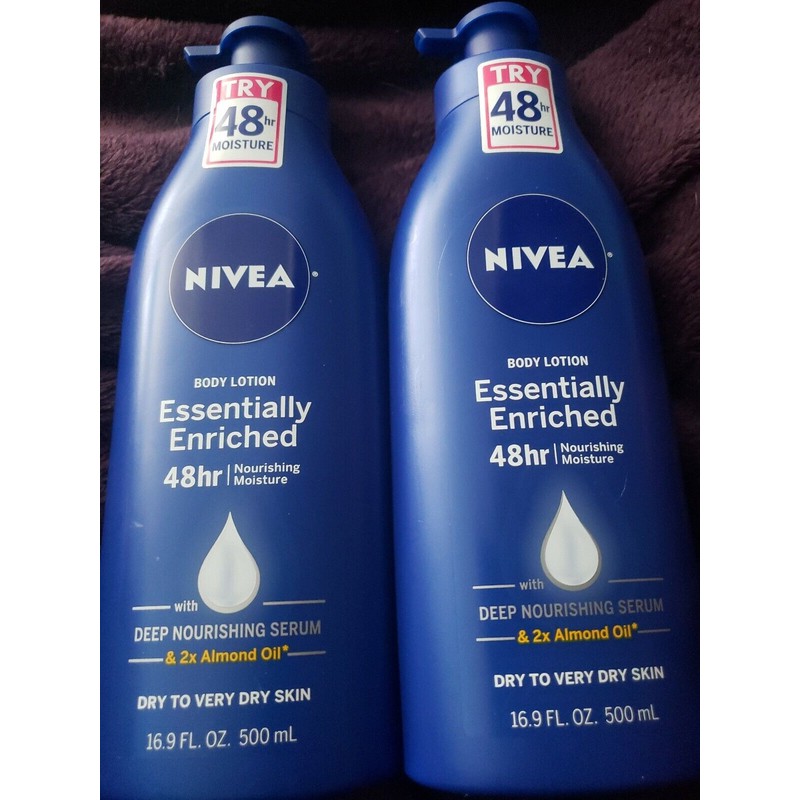 TRY
48hr
MOISTURE
NIVEA®
BODY LOTION
Essentially
Enriched
48hr | Nourishing
Moisture
with
DEEP NOURISHING SERUM
& 2x Almond Oil*
DRY TO VERY DRY SKIN
16.9 FL. OZ. 500 mL
TRY
48hr
MOISTURE
NIVEA®
BODY LOTION
Essentially
Enriched
48hr | Nourishing
Moisture
with
DEEP NOURISHING SERUM
& 2x Almond Oil*
DRY TO VERY DRY SKIN
16.9 FL. OZ. 500 mL